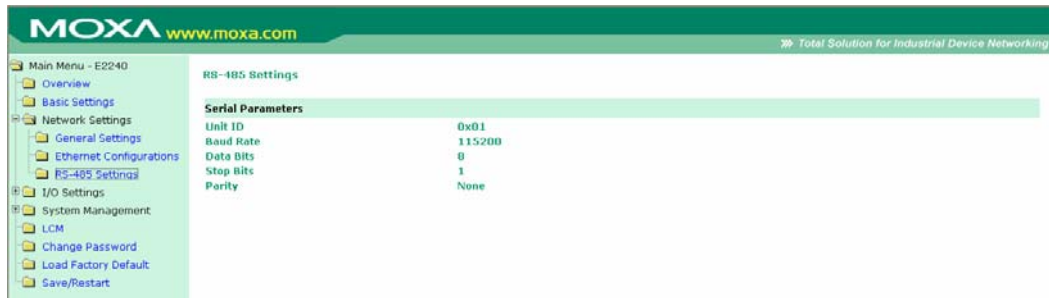 MOXA www.moxa.com
Total Solution for Industrial Device Networking
Main Menu - E2240
Overview
Basic Settings
Network Settings
General Settings
Ethernet Configurations
RS-485 Settings
I/O Settings
System Management
LCM
Change Password
Load Factory Default
Save/Restart
RS-485 Settings
Serial Parameters
Unit ID 0x01
Baud Rate 115200
Data Bits 8
Stop Bits 1
Parity None